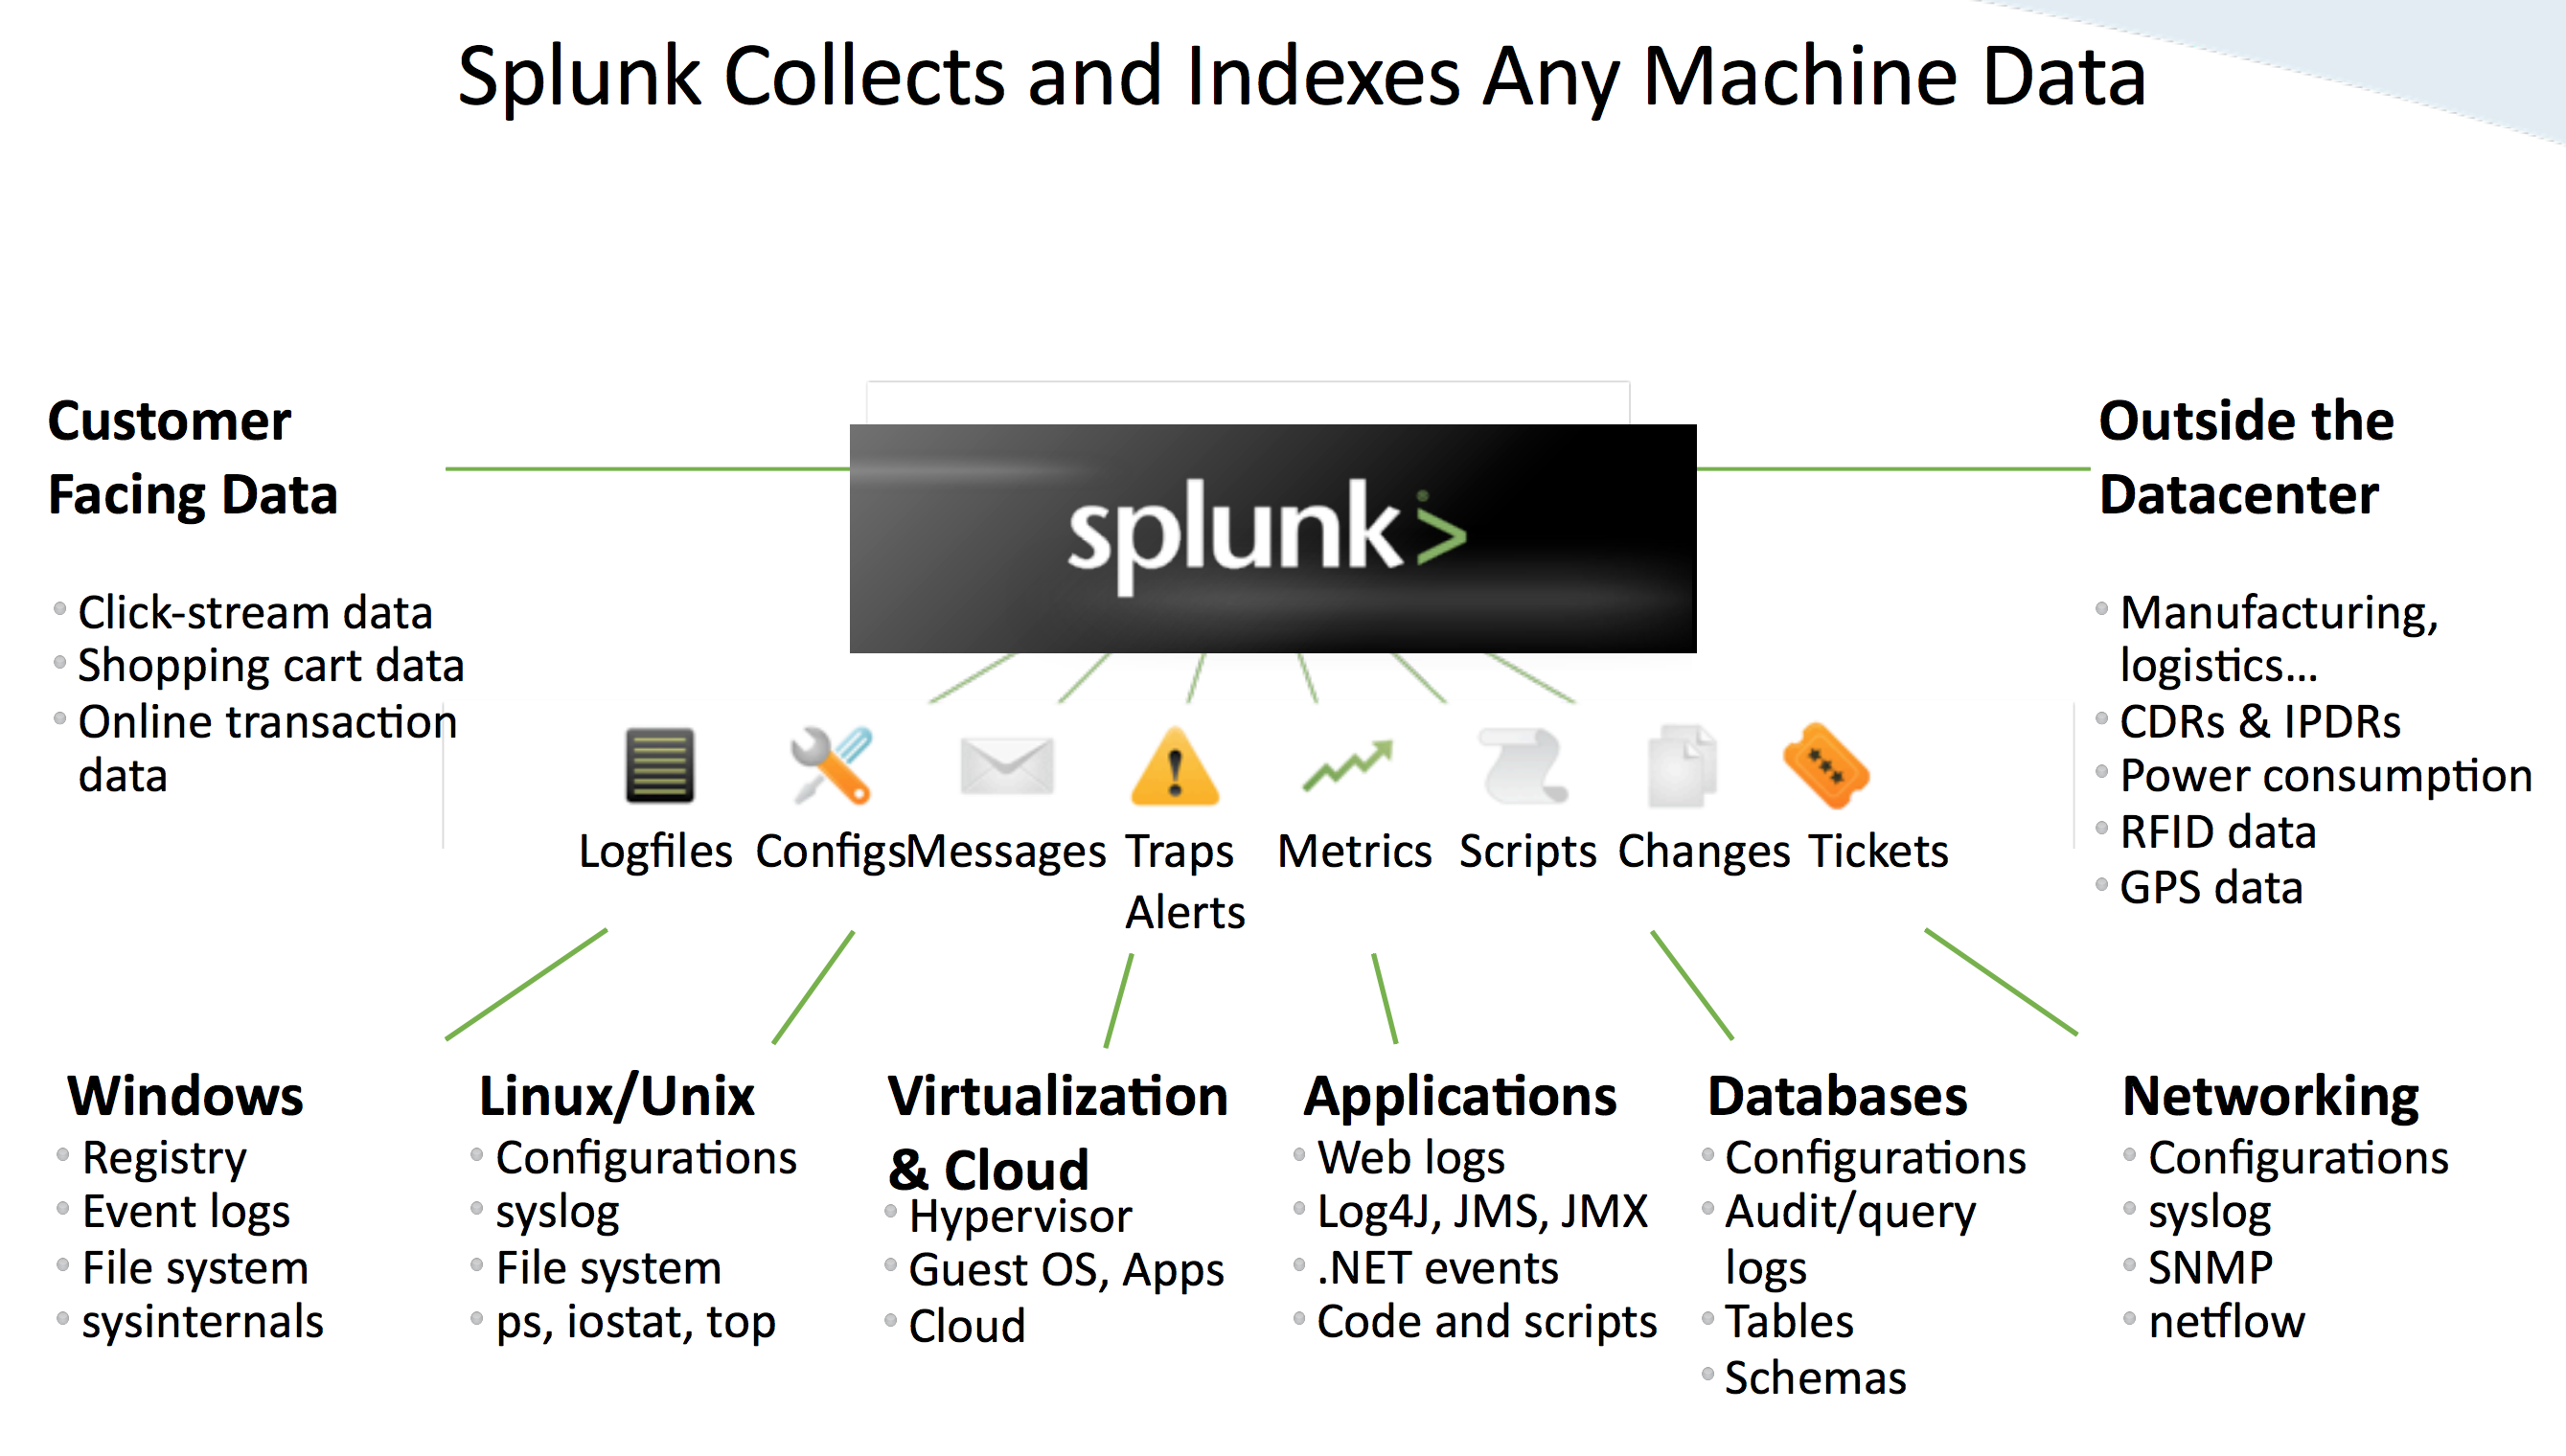 Splunk Collects and Indexes Any Machine Data
Customer
Facing Data
Click-stream data
Shopping cart data
Online transaction
data
splunk>
Outside the
Datacenter
Manufacturing,
logistics...
CDRs & IPDRs
Power consumption
RFID data
GPS data
Logfiles
Configs
Messages
Traps
Alerts
Metrics
Scripts
Changes
Tickets
Windows
Registry
Event logs
File system
sysinternals
Linux/Unix
Configurations
syslog
File system
ps, iostat, top
Virtualization
& Cloud
Hypervisor
Guest OS, Apps
Cloud
Applications
Web logs
Log4J, JMS, JMX
.NET events
Code and scripts
Databases
Configurations
Audit/query
logs
Tables
Schemas
Networking
Configurations
syslog
SNMP
netflow